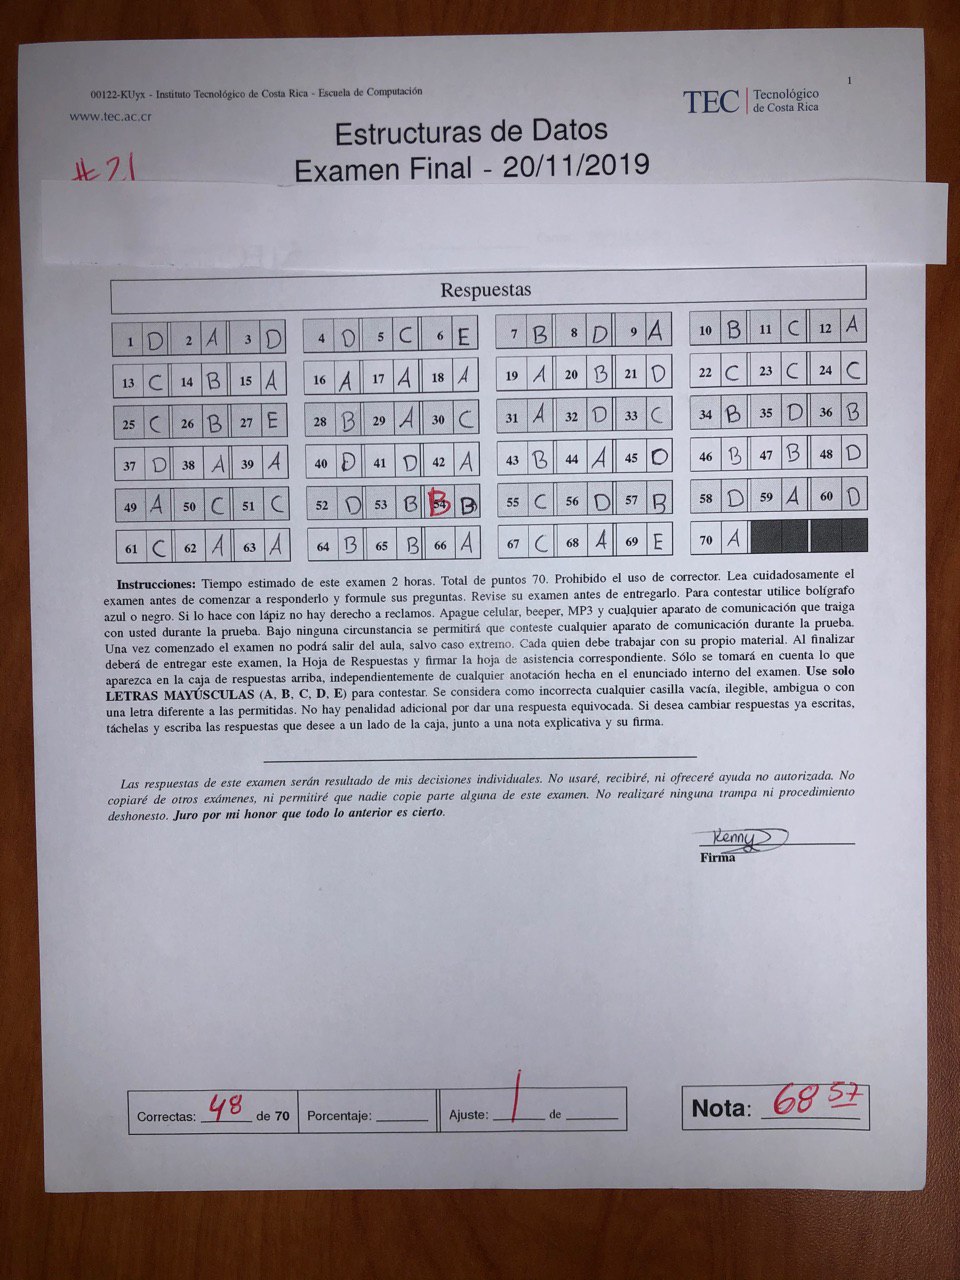 1
00122-KUyx - Instituto Tecnológico de Costa Rica - Escuela de Computación
www.tec.ac.cr
TEC | Tecnológico de Costa Rica
Estructuras de Datos
# 21
Examen Final - 20/11/2019
Respuestas
1 D 2 A 3 D 4 D 5 C 6 E 7 B 8 D 9 A 10 B 11 C 12 A
13 C 14 B 15 A 16 A 17 A 18 A 19 A 20 B 21 D 22 C 23 C 24 C
25 C 26 B 27 E 28 B 29 A 30 C 31 A 32 D 33 C 34 B 35 D 36 B
37 D 38 A 39 A 40 D 41 D 42 A 43 B 44 A 45 D 46 B 47 B 48 D
49 A 50 C 51 C 52 D 53 B 54 B B 55 C 56 D 57 B 58 D 59 A 60 D
61 C 62 A 63 A 64 B 65 B 66 A 67 C 68 A 69 E 70 A
Instrucciones: Tiempo estimado de este examen 2 horas. Total de puntos 70. Prohibido el uso de corrector. Lea cuidadosamente el
examen antes de comenzar a responderlo y formule sus preguntas. Revise su examen antes de entregarlo. Para contestar utilice bolígrafo
azul o negro. Si lo hace con lápiz no hay derecho a reclamos. Apague celular, beeper, MP3 y cualquier aparato de comunicación que traiga
con usted durante la prueba. Bajo ninguna circunstancia se permitirá que conteste cualquier aparato de comunicación durante la prueba.
Una vez comenzado el examen no podrá salir del aula, salvo caso extremo. Cada quien debe trabajar con su propio material. Al finalizar
deberá de entregar este examen, la Hoja de Respuestas y firmar la hoja de asistencia correspondiente. Sólo se tomará en cuenta lo que
aparezca en la caja de respuestas arriba, independientemente de cualquier anotación hecha en el enunciado interno del examen. Use solo
LETRAS MAYÚSCULAS (A, B, C, D, E) para contestar. Se considera como incorrecta cualquier casilla vacía, ilegible, ambigua o con
una letra diferente a las permitidas. No hay penalidad adicional por dar una respuesta equivocada. Si desea cambiar respuestas ya escritas,
táchelas y escriba las respuestas que desee a un lado de la caja, junto a una nota explicativa y su firma.
Las respuestas de este examen serán resultado de mis decisiones individuales. No usaré, recibiré, ni ofreceré ayuda no autorizada. No
copiaré de otros exámenes, ni permitiré que nadie copie parte alguna de este examen. No realizaré ninguna trampa ni procedimiento
deshonesto. Juro por mi honor que todo lo anterior es cierto.
Kenny
Firma
Correctas: 48 de 70 Porcentaje: Ajuste: / de Nota: 68 57